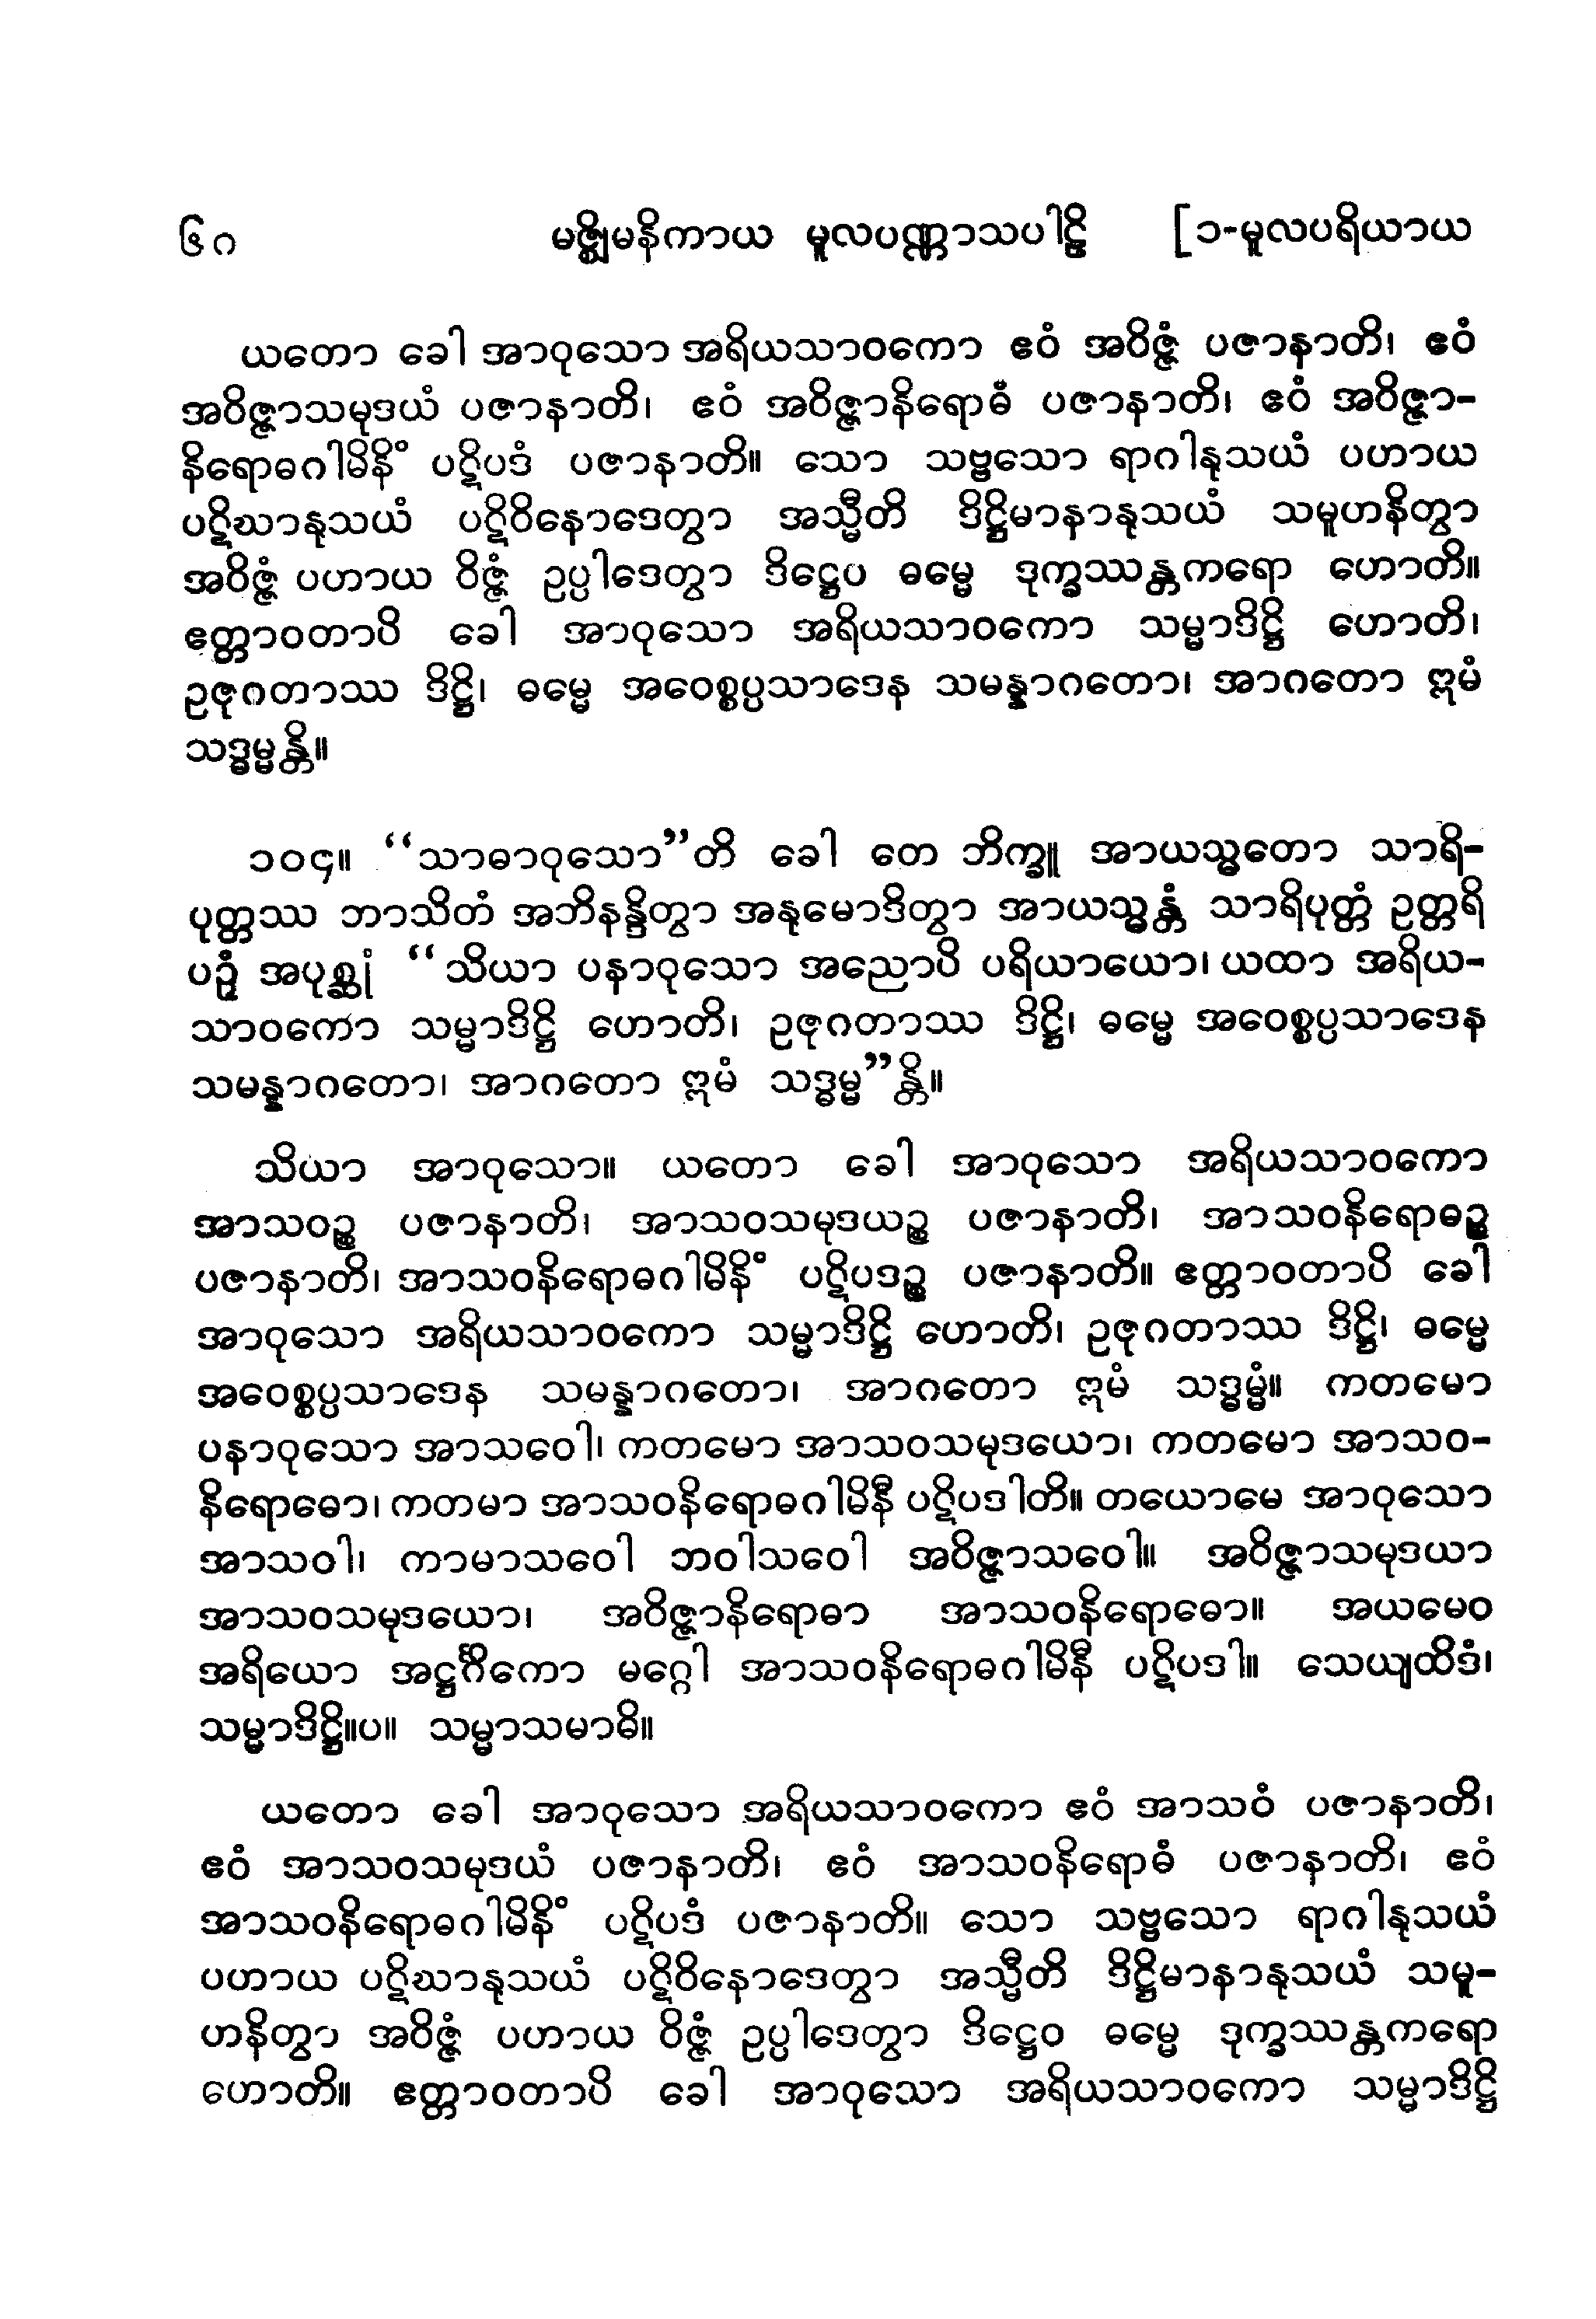 ၆၈ မဇ္ဈိမနိကာယ မူလပဏ္ဏာသပါဠိ [၁-မူလပရိယာယ
ယတော ခေါ အာဝုသော အရိယသာဝကော ဧဝံ အဝိဇ္ဇံ ပဇာနာတိ၊ ဧဝံ
အဝိဇ္ဇာသမုဒယံ ပဇာနာတိ၊ ဧဝံ အဝိဇ္ဇာနိရောဓံ ပဇာနာတိ၊ ဧဝံ အဝိဇ္ဇာ-
နိရောဓဂါမိနိံ ပဋိပဒံ ပဇာနာတိ။ သော သဗ္ဗသော ရာဂါနုသယံ ပဟာယ
ပဋိဃာနုသယံ ပဋိဝိနောဒေတွာ အသ္မီတိ ဒိဋ္ဌိမာနာနုသယံ သမူဟနိတွာ
အဝိဇ္ဇံ ပဟာယ ဝိဇ္ဇံ ဥပ္ပါဒေတွာ ဒိဋ္ဌေပ ဓမ္မေ ဒုက္ခဿန္တကရော ဟောတိ။
ဧတ္တာဝတာပိ ခေါ အာဝုသော အရိယသာဝကော သမ္မာဒိဋ္ဌိ ဟောတိ၊
ဥဇုဂတာဿ ဒိဋ္ဌိ၊ ဓမ္မေ အဝေစ္စပ္ပသာဒေန သမန္နာဂတော၊ အာဂတော ဣမံ
သဒ္ဓမ္မန္တိ။
၁၀၄။ “သာဓာဝုသော”တိ ခေါ တေ ဘိက္ခူ အာယသ္မတော သာရိ-
ပုတ္တဿ ဘာသိတံ အဘိနန္ဒိတွာ အနုမောဒိတွာ အာယသ္မန္တံ သာရိပုတ္တံ ဥတ္တရိ
ပဉှံ အပုစ္ဆုံ “သိယာ ပနာဝုသော အညောပိ ပရိယာယော၊ ယထာ အရိယ-
သာဝကော သမ္မာဒိဋ္ဌိ ဟောတိ၊ ဥဇုဂတာဿ ဒိဋ္ဌိ၊ ဓမ္မေ အဝေစ္စပ္ပသာဒေန
သမန္နာဂတော၊ အာဂတော ဣမံ သဒ္ဓမ္မ”န္တိ။
သိယာ အာဝုသော။ ယတော ခေါ အာဝုသော အရိယသာဝကော
အာသဝဉ္စ ပဇာနာတိ၊ အာသဝသမုဒယဉ္စ ပဇာနာတိ၊ အာသဝနိရောဓဉ္စ
ပဇာနာတိ၊ အာသဝနိရောဓဂါမိနိံ ပဋိပဒဉ္စ ပဇာနာတိ။ ဧတ္တာဝတာပိ ခေါ
အာဝုသော အရိယသာဝကော သမ္မာဒိဋ္ဌိ ဟောတိ၊ ဥဇုဂတာဿ ဒိဋ္ဌိ၊ ဓမ္မေ
အဝေစ္စပ္ပသာဒေန သမန္နာဂတော၊ အာဂတော ဣမံ သဒ္ဓမ္မံ။ ကတမော
ပနာဝုသော အာသဝေါ၊ ကတမော အာသဝသမုဒယော၊ ကတမော အာသဝ-
နိရောဓော၊ ကတမာ အာသဝနိရောဓဂါမိနီ ပဋိပဒါတိ။ တယောမေ အာဝုသော
အာသဝါ၊ ကာမာသဝေါ ဘဝါသဝေါ အဝိဇ္ဇာသဝေါ။ အဝိဇ္ဇာသမုဒယာ
အာသဝသမုဒယော၊ အဝိဇ္ဇာနိရောဓာ အာသဝနိရောဓော။ အယမေဝ
အရိယော အဋ္ဌင်္ဂိကော မဂ္ဂေါ အာသဝနိရောဓဂါမိနီ ပဋိပဒါ။ သေယျထိဒံ၊
သမ္မာဒိဋ္ဌိ။ပ။ သမ္မာသမာဓိ။
ယတော ခေါ အာဝုသော အရိယသာဝကော ဧဝံ အာသဝံ ပဇာနာတိ၊
ဧဝံ အာသဝသမုဒယံ ပဇာနာတိ၊ ဧဝံ အာသဝနိရောဓံ ပဇာနာတိ၊ ဧဝံ
အာသဝနိရောဓဂါမိနိံ ပဋိပဒံ ပဇာနာတိ။ သော သဗ္ဗသော ရာဂါနုသယံ
ပဟာယ ပဋိဃာနုသယံ ပဋိဝိနောဒေတွာ အသ္မီတိ ဒိဋ္ဌိမာနာနုသယံ သမူ-
ဟနိတွာ အဝိဇ္ဇံ ပဟာယ ဝိဇ္ဇံ ဥပ္ပါဒေတွာ ဒိဋ္ဌေဝ ဓမ္မေ ဒုက္ခဿန္တကရော
ဟောတိ။ ဧတ္တာဝတာပိ ခေါ အာဝုသော အရိယသာဝကော သမ္မာဒိဋ္ဌိ